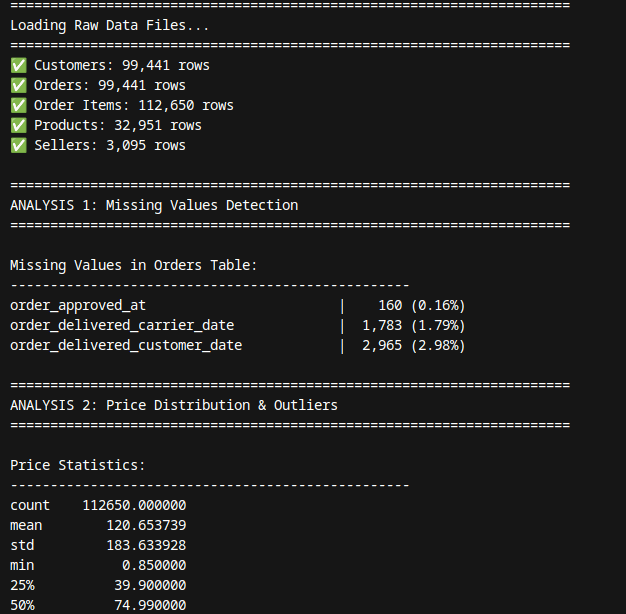 ======================================================================
Loading Raw Data Files...
======================================================================
✅ Customers: 99,441 rows
✅ Orders: 99,441 rows
✅ Order Items: 112,650 rows
✅ Products: 32,951 rows
✅ Sellers: 3,095 rows
======================================================================
ANALYSIS 1: Missing Values Detection
======================================================================
Missing Values in Orders Table:
--------------------------------------------------
order_approved_at                        |    160 (0.16%)
order_delivered_carrier_date             |  1,783 (1.79%)
order_delivered_customer_date            |  2,965 (2.98%)
======================================================================
ANALYSIS 2: Price Distribution & Outliers
======================================================================
Price Statistics:
--------------------------------------------------
count    112650.000000
mean        120.653739
std         183.633928
min           0.850000
25%          39.900000
50%          74.990000